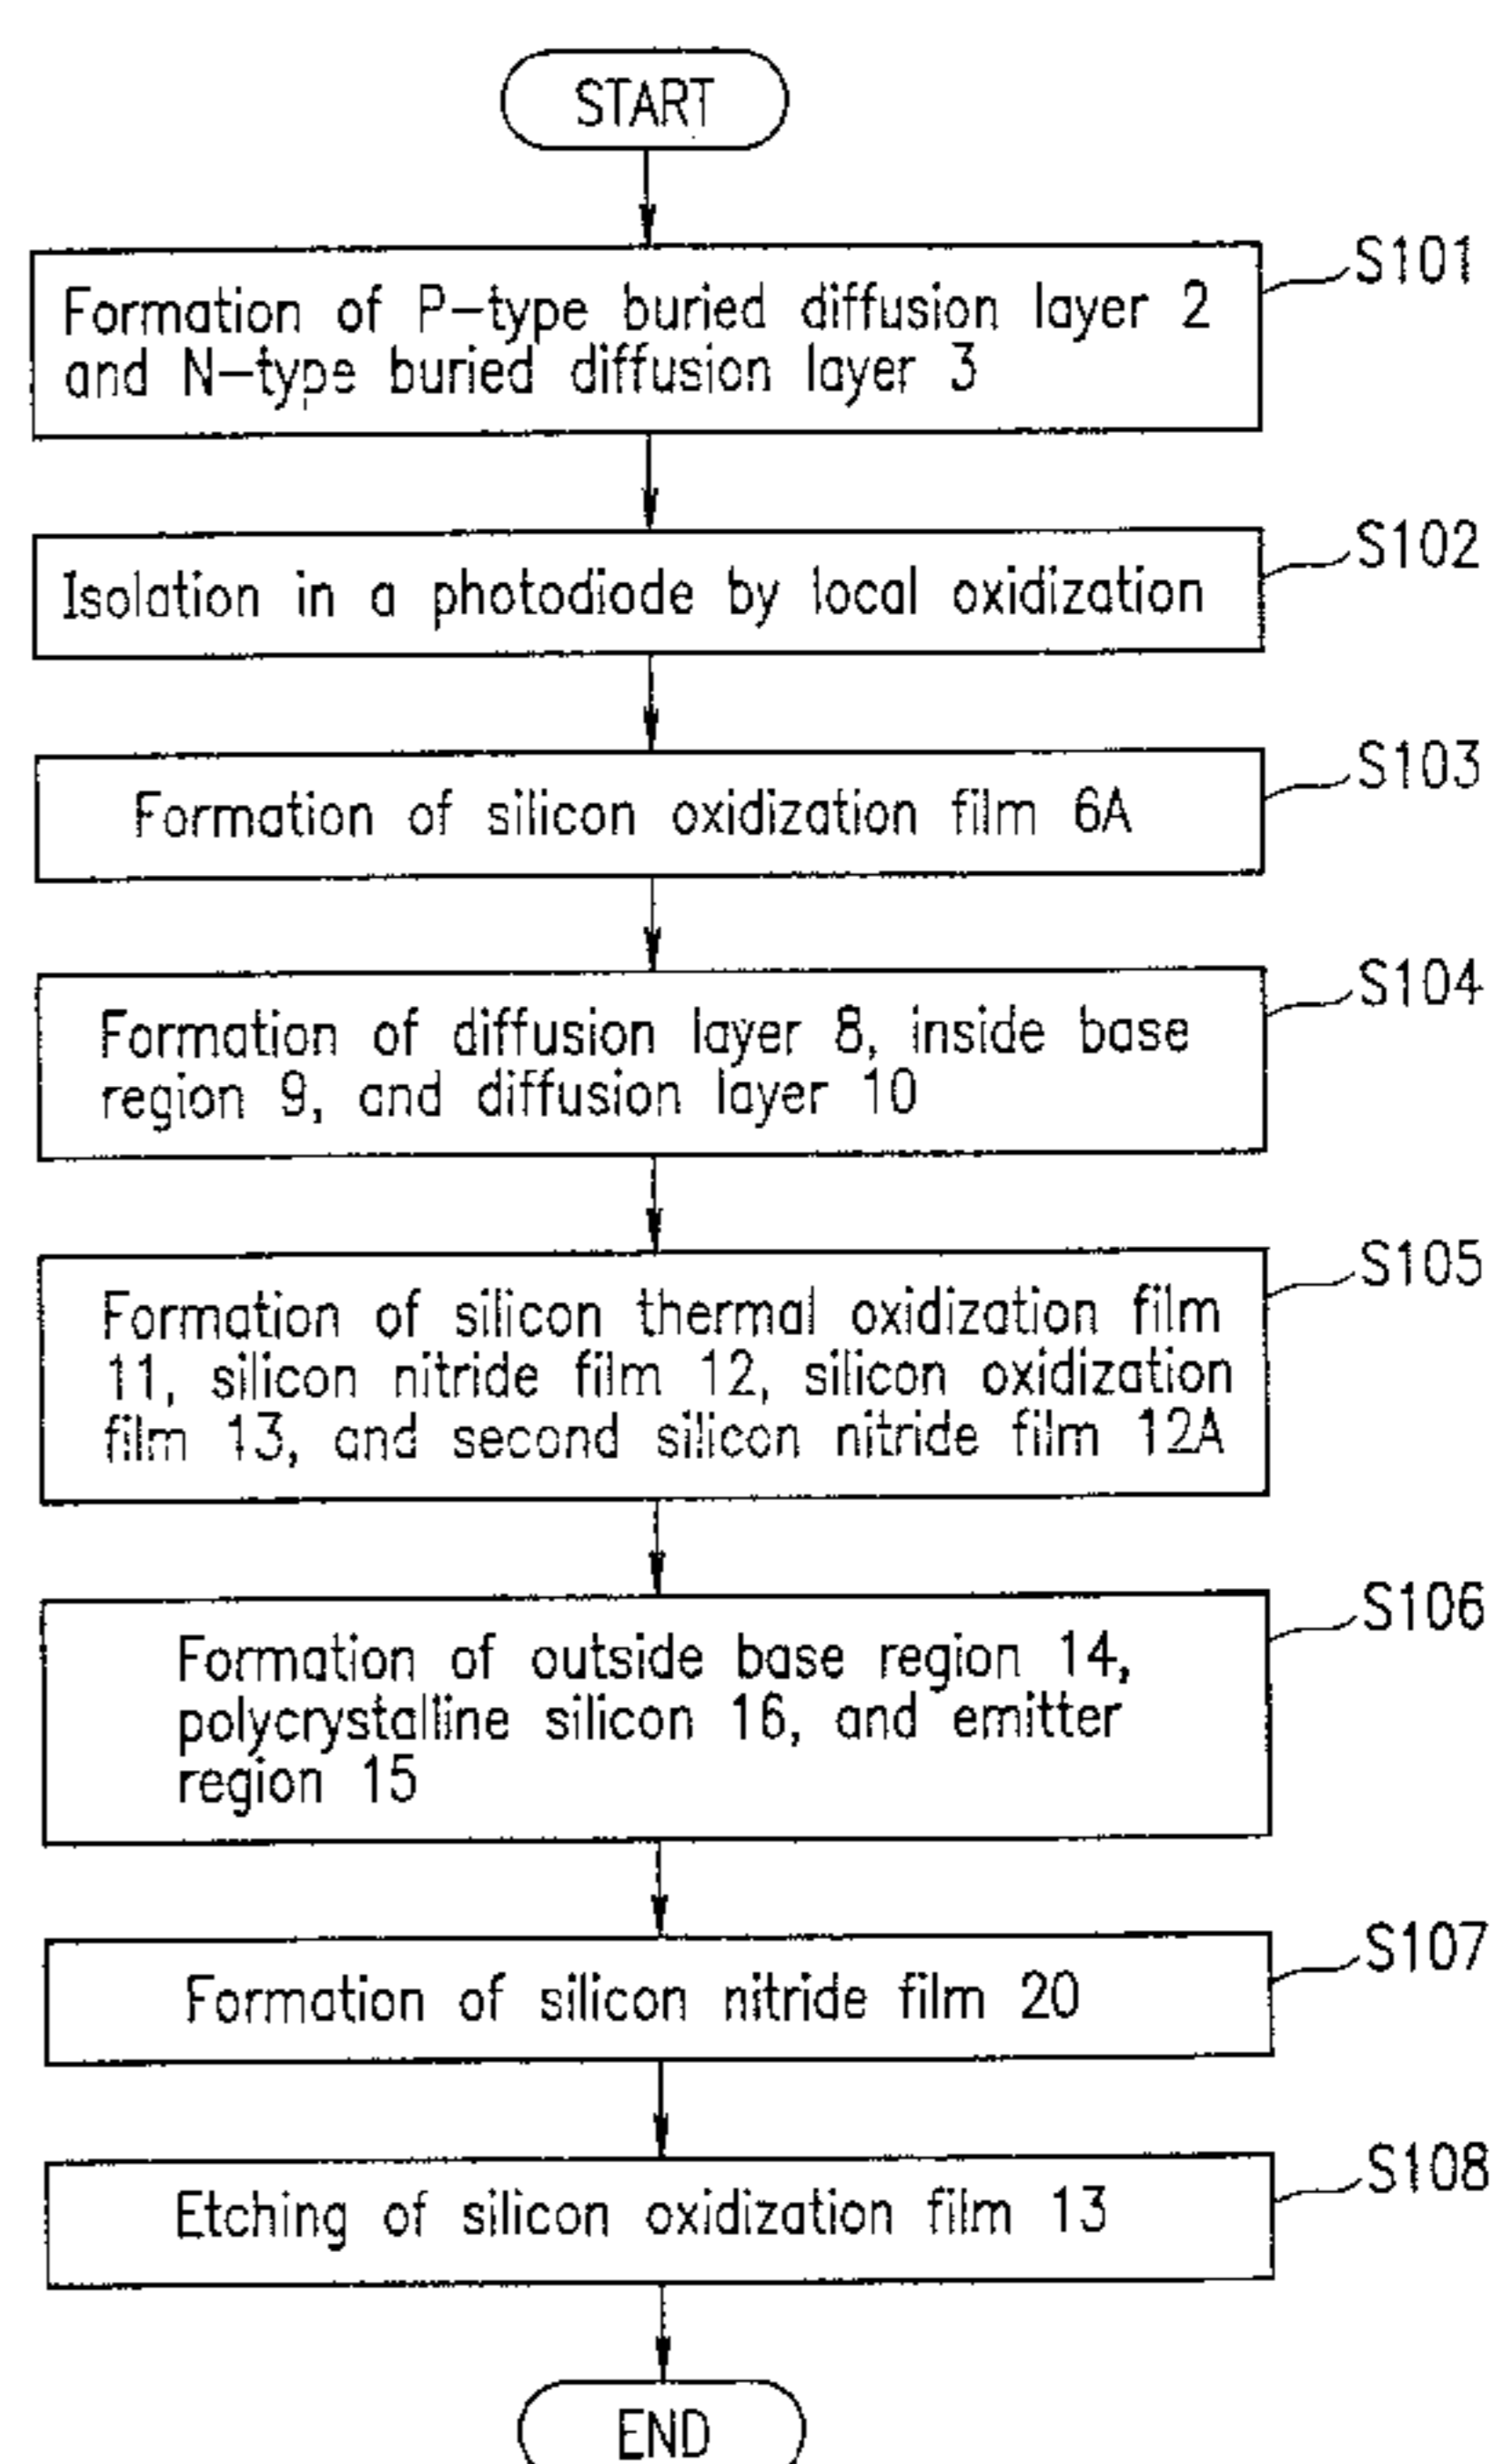 START
S101
Formation of P-type buried diffusion layer 2
and N-type buried diffusion layer 3
S102
Isolation in a photodiode by local oxidization
S103
Formation of silicon oxidization film 6A
S104
Formation of diffusion layer 8, inside base
region 9, and diffusion layer 10
S105
Formation of silicon thermal oxidization film
11, silicon nitride film 12, silicon oxidization
film 13, and second silicon nitride film 12A
S106
Formation of outside base region 14,
polycrystalline silicon 16, and emitter
region 15
S107
Formation of silicon nitride film 20
S108
Etching of silicon oxidization film 13
END